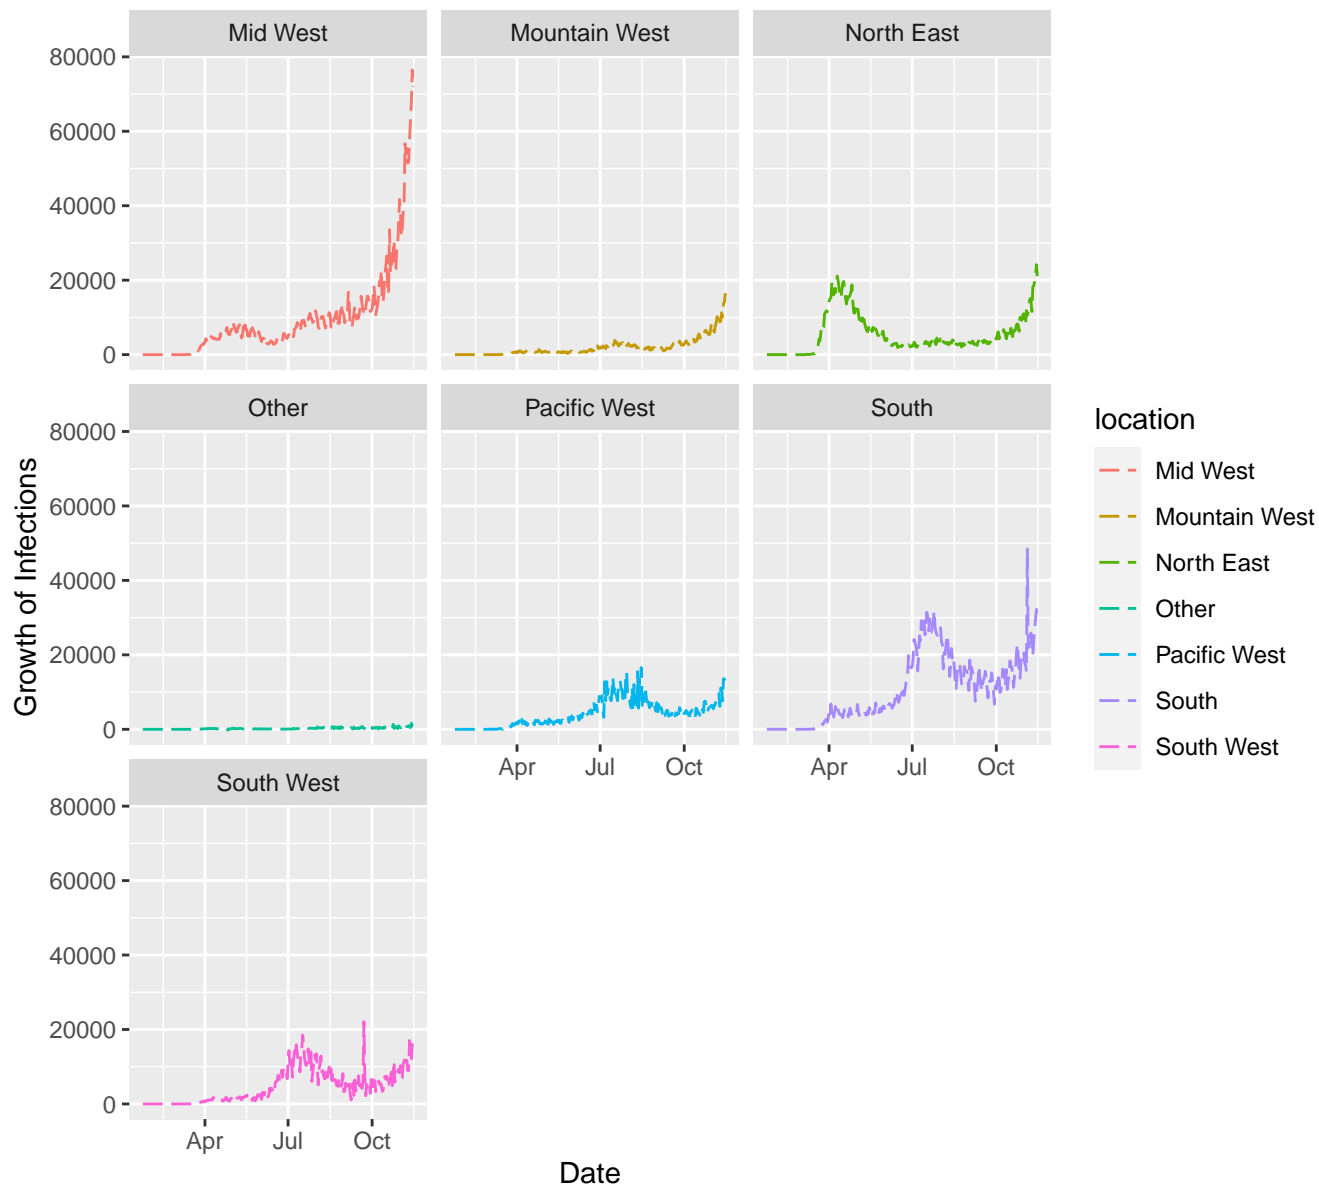 Mid West
Mountain West
North East
80000
60000
40000
20000
0
Other
Pacific West
South
80000
60000
40000
20000
0
Apr
Jul
Oct
Apr
Jul
Oct
South West
80000
60000
40000
20000
0
Apr
Jul
Oct
Growth of Infections
Date
location
Mid West
Mountain West
North East
Other
Pacific West
South
South West